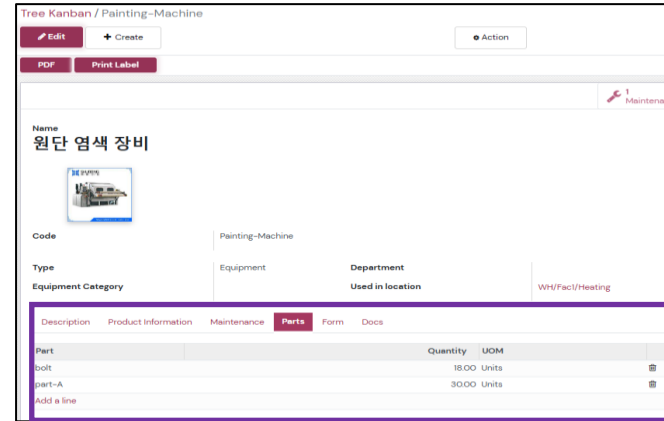 Tree Kanban / Painting-Machine
Edit + Create Action
PDF Print Label
1
Maintena
Name
원단 염색 장비
Code Painting-Machine
Type Equipment Department
Equipment Category Used in location WH/Facl/Heating
Description Product Information Maintenance Parts Form Docs
Part Quantity UOM
bolt 18.00 Units
part-A 30.00 Units
Add a line